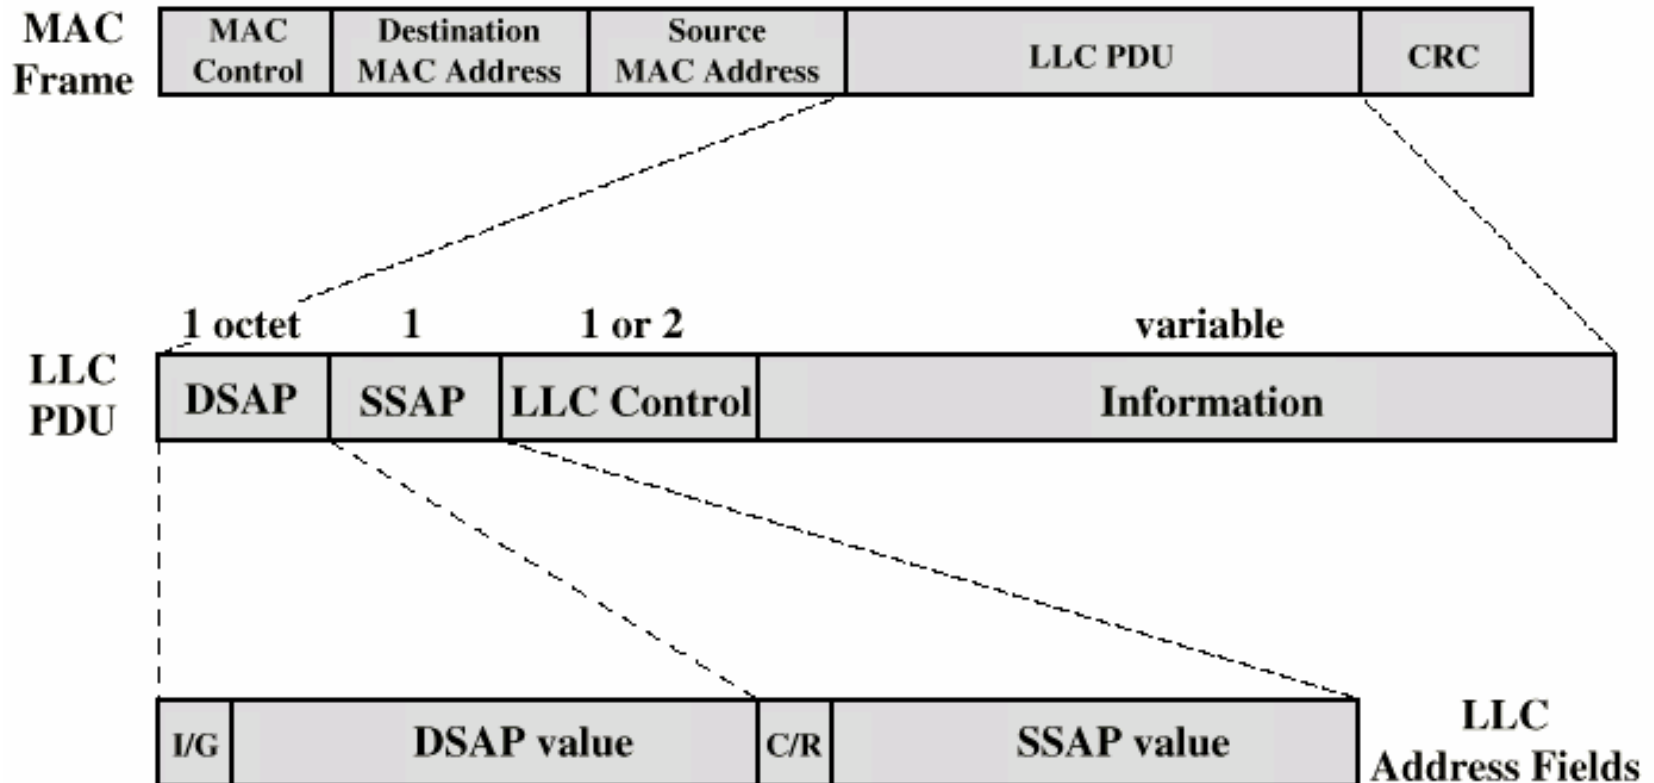 MAC
Frame
MAC
Control
Destination
MAC Address
Source
MAC Address
LLC PDU
CRC
1 octet
1
1 or 2
variable
LLC
PDU
DSAP
SSAP
LLC Control
Information
I/G
DSAP value
C/R
SSAP value
LLC
Address Fields